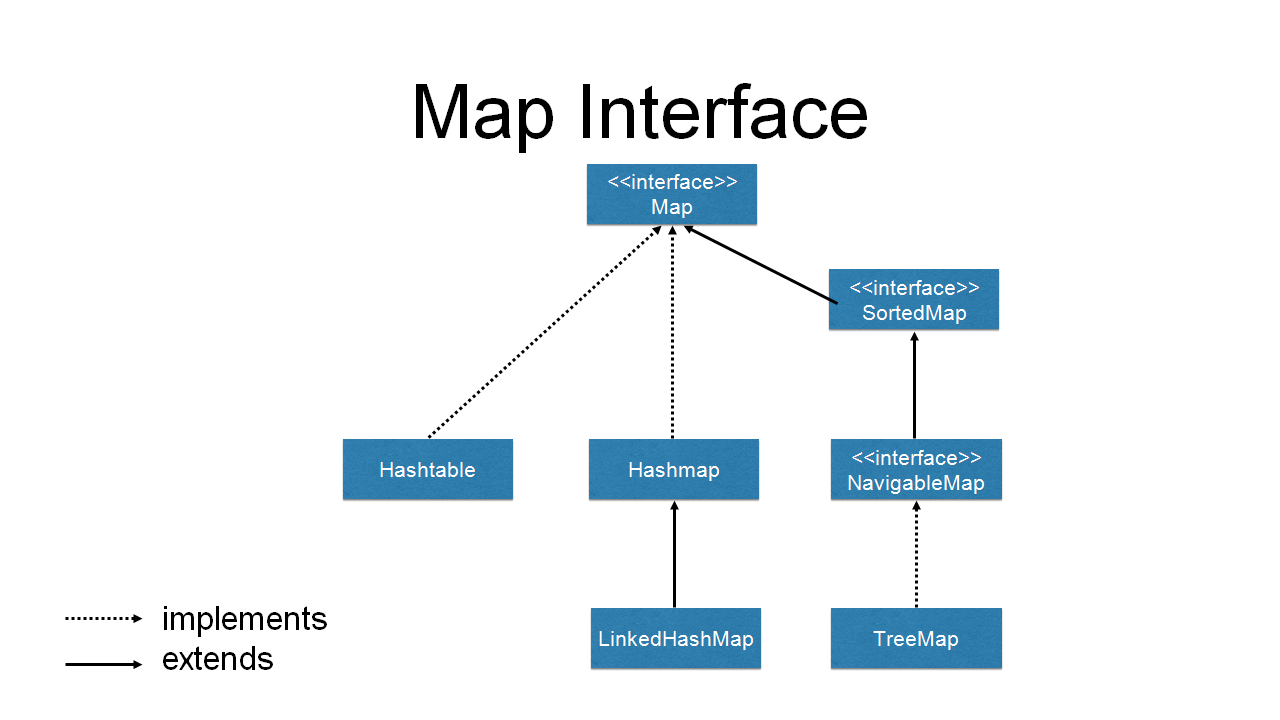 Map Interface
<<interface>>
Map
<<interface>>
SortedMap
Hashtable
Hashmap
<<interface>>
NavigableMap
LinkedHashMap
TreeMap
implements
extends